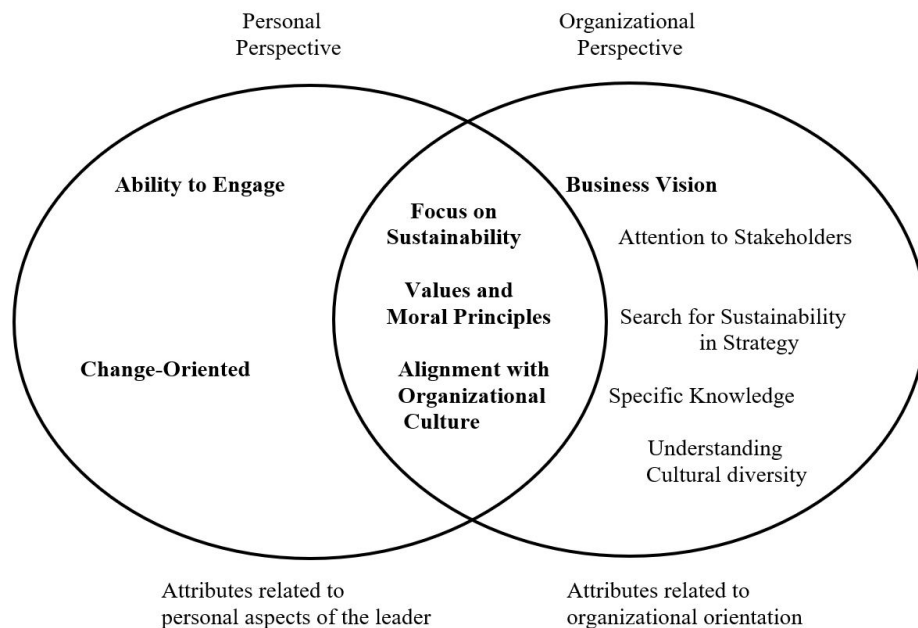 Personal
Perspective
Organizational
Perspective
Ability to Engage
Change-Oriented
Focus on
Sustainability
Values and
Moral Principles
Alignment with
Organizational
Culture
Business Vision
Attention to Stakeholders
Search for Sustainability
in Strategy
Specific Knowledge
Understanding
Cultural diversity
Attributes related to
personal aspects of the leader
Attributes related to
organizational orientation